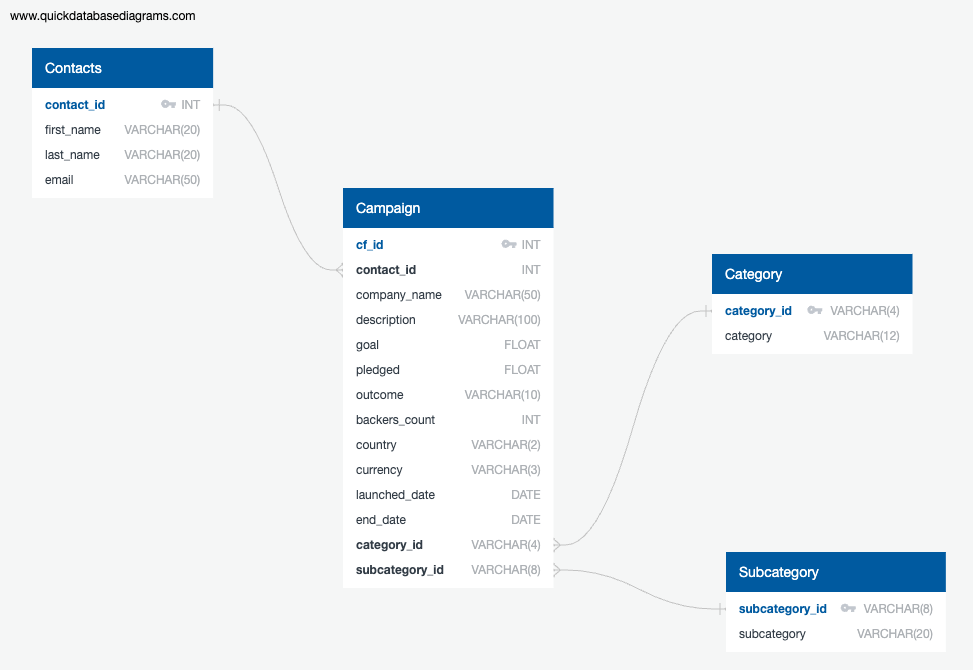 www.quickdatabasediagrams.com
Contacts
contact_id INT
first_name VARCHAR(20)
last_name VARCHAR(20)
email VARCHAR(50)
Campaign
cf_id INT
contact_id INT
company_name VARCHAR(50)
description VARCHAR(100)
goal FLOAT
pledged FLOAT
outcome VARCHAR(10)
backers_count INT
country VARCHAR(2)
currency VARCHAR(3)
launched_date DATE
end_date DATE
category_id VARCHAR(4)
subcategory_id VARCHAR(8)
Category
category_id VARCHAR(4)
category VARCHAR(12)
Subcategory
subcategory_id VARCHAR(8)
subcategory VARCHAR(20)